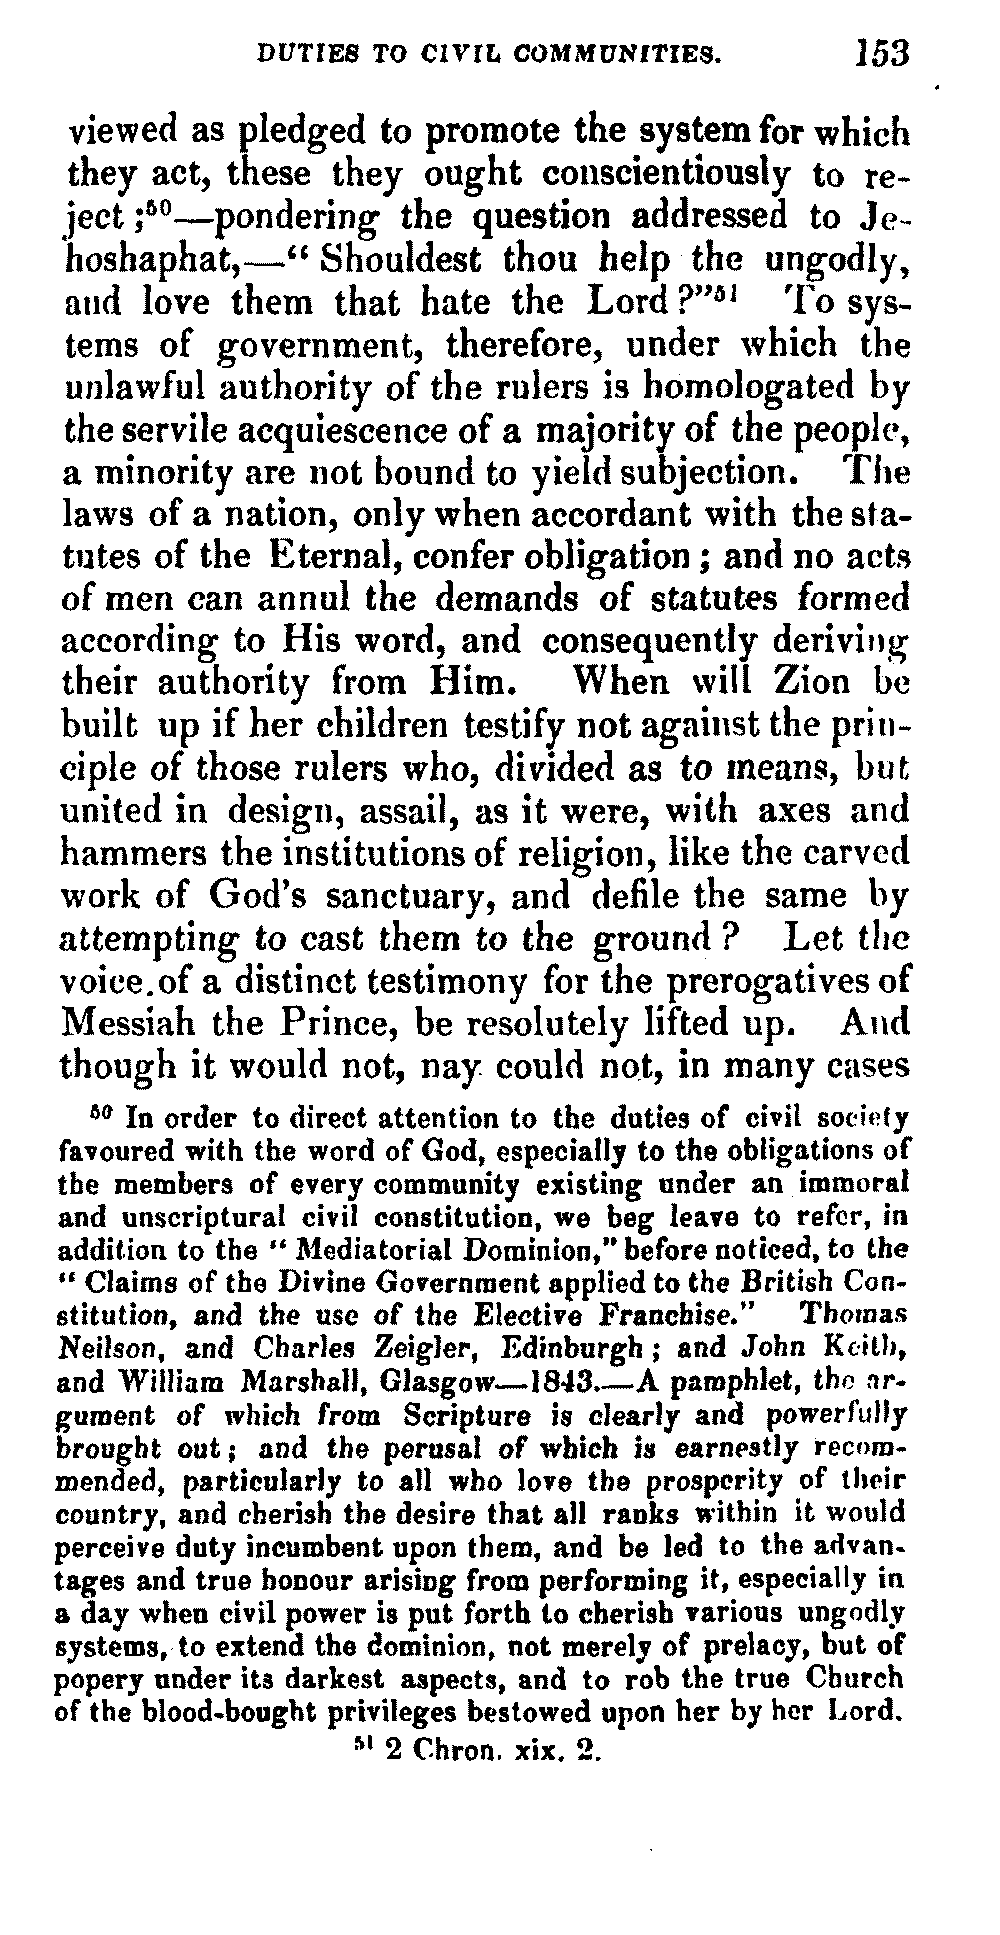 DUTIES TO CIVIL COMMUNITIES. 153
viewed as pledged to promote the system for which
they act, these they ought conscientiously to re-
ject ;⁵⁰—pondering the question addressed to Je-
hoshaphat,—“ Shouldest thou help the ungodly,
and love them that hate the Lord ?”⁵¹ To sys-
tems of government, therefore, under which the
unlawful authority of the rulers is homologated by
the servile acquiescence of a majority of the people,
a minority are not bound to yield subjection. The
laws of a nation, only when accordant with the sta-
tutes of the Eternal, confer obligation ; and no acts
of men can annul the demands of statutes formed
according to His word, and consequently deriving
their authority from Him. When will Zion be
built up if her children testify not against the prin-
ciple of those rulers who, divided as to means, but
united in design, assail, as it were, with axes and
hammers the institutions of religion, like the carved
work of God's sanctuary, and defile the same by
attempting to cast them to the ground ? Let the
voice of a distinct testimony for the prerogatives of
Messiah the Prince, be resolutely lifted up. And
though it would not, nay could not, in many cases
⁵⁰ In order to direct attention to the duties of civil society
favoured with the word of God, especially to the obligations of
the members of every community existing under an immoral
and unscriptural civil constitution, we beg leave to refer, in
addition to the “ Mediatorial Dominion,” before noticed, to the
“ Claims of the Divine Government applied to the British Con-
stitution, and the use of the Elective Franchise.” Thomas
Neilson, and Charles Zeigler, Edinburgh ; and John Keith,
and William Marshall, Glasgow—1843.—A pamphlet, the ar-
gument of which from Scripture is clearly and powerfully
brought out ; and the perusal of which is earnestly recom-
mended, particularly to all who love the prosperity of their
country, and cherish the desire that all ranks within it would
perceive duty incumbent upon them, and be led to the advan-
tages and true honour arising from performing it, especially in
a day when civil power is put forth to cherish various ungodly
systems, to extend the dominion, not merely of prelacy, but of
popery under its darkest aspects, and to rob the true Church
of the blood-bought privileges bestowed upon her by her Lord.
⁵¹ 2 Chron. xix. 2.